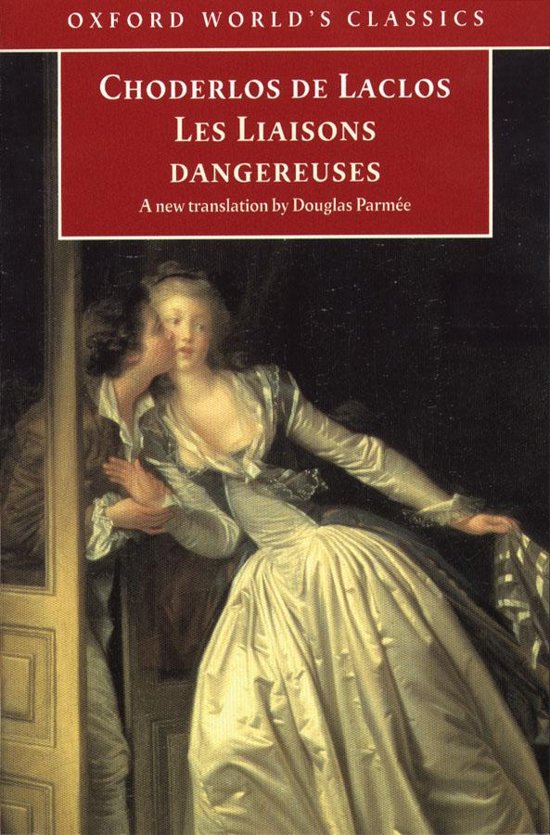 OXFORD WORLD'S CLASSICS
CHODERLOS DE LACLOS
LES LIAISONS
DANGEREUSES
A new translation by Douglas Parmée